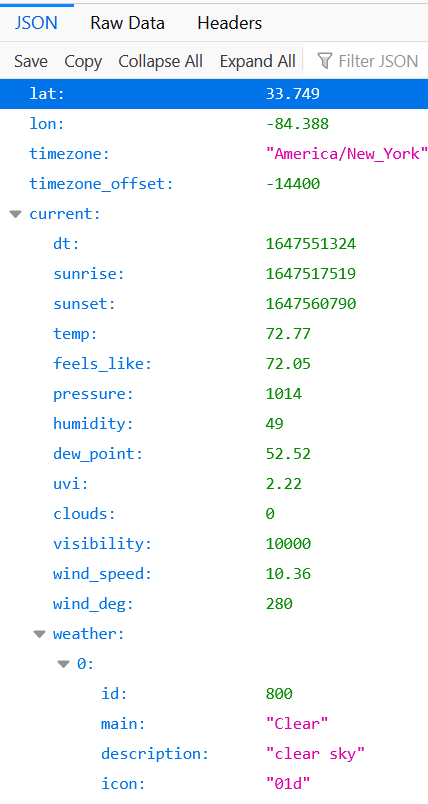 JSON Raw Data Headers
Save Copy Collapse All Expand All Filter JSON
lat: 33.749
lon: -84.388
timezone: "America/New_York"
timezone_offset: -14400
current:
dt: 1647551324
sunrise: 1647517519
sunset: 1647560790
temp: 72.77
feels_like: 72.05
pressure: 1014
humidity: 49
dew_point: 52.52
uvi: 2.22
clouds: 0
visibility: 10000
wind_speed: 10.36
wind_deg: 280
weather:
0:
id: 800
main: "Clear"
description: "clear sky"
icon: "01d"